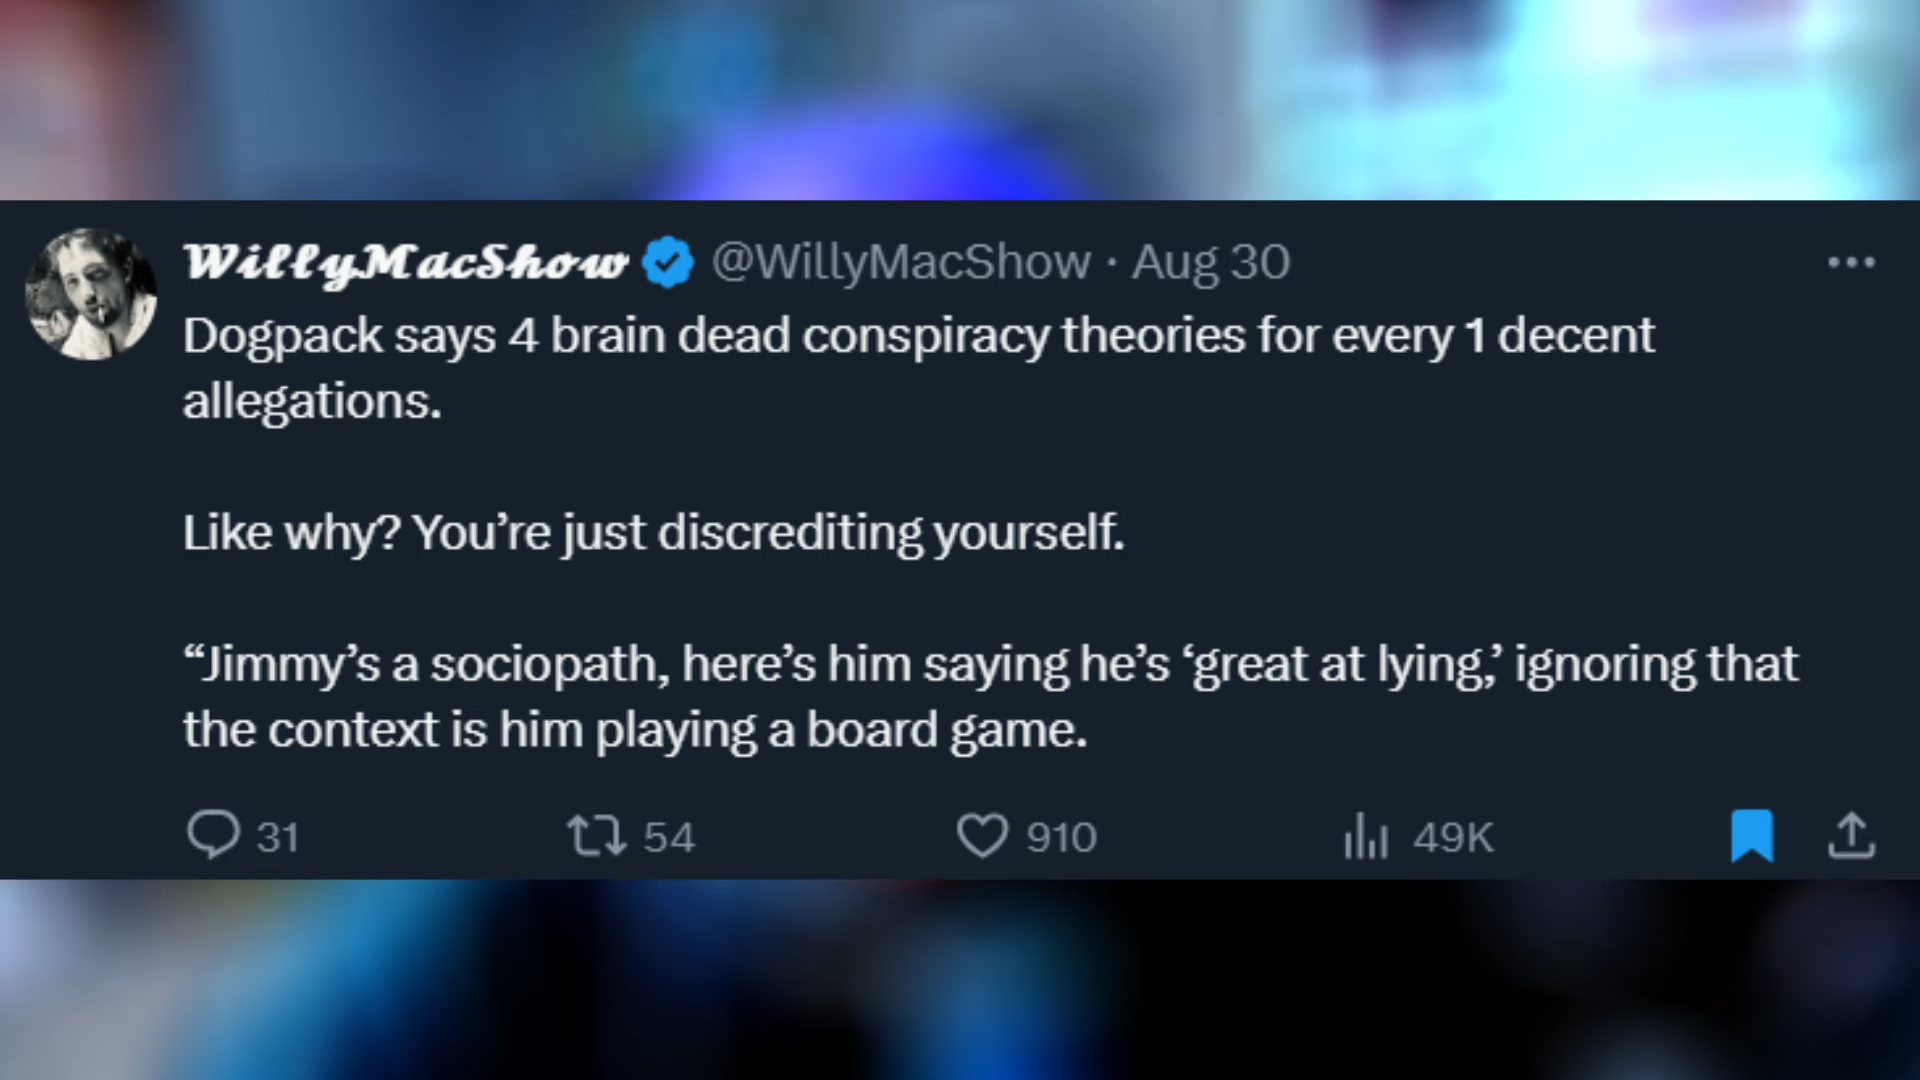 WillyMacShow @WillyMacShow · Aug 30
Dogpack says 4 brain dead conspiracy theories for every 1 decent
allegations.
Like why? You’re just discrediting yourself.
“Jimmy’s a sociopath, here’s him saying he’s ‘great at lying,’ ignoring that
the context is him playing a board game.
31 54 910 49K